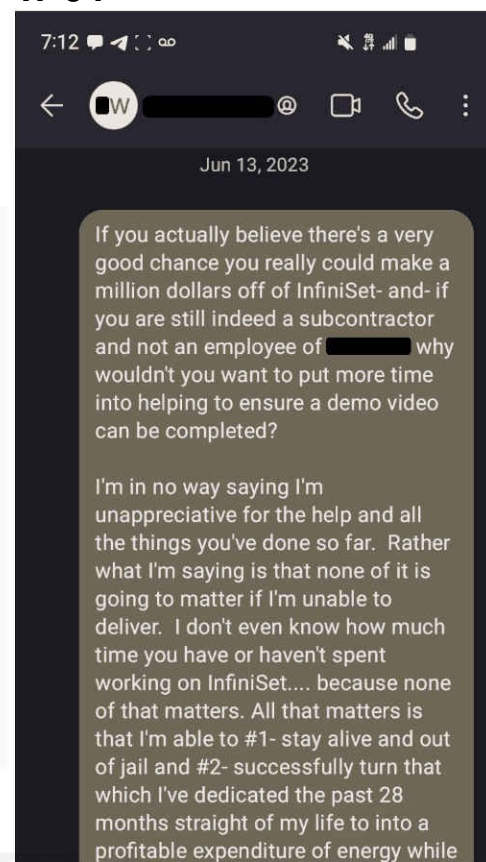 7:12
W
Jun 13, 2023
If you actually believe there's a very
good chance you really could make a
million dollars off of InfiniSet- and- if
you are still indeed a subcontractor
and not an employee of why
wouldn't you want to put more time
into helping to ensure a demo video
can be completed?
I'm in no way saying I'm
unappreciative for the help and all
the things you've done so far. Rather
what I'm saying is that none of it is
going to matter if I'm unable to
deliver. I don't even know how much
time you have or haven't spent
working on InfiniSet.... because none
of that matters. All that matters is
that I'm able to #1- stay alive and out
of jail and #2- successfully turn that
which I've dedicated the past 28
months straight of my life to into a
profitable expenditure of energy while